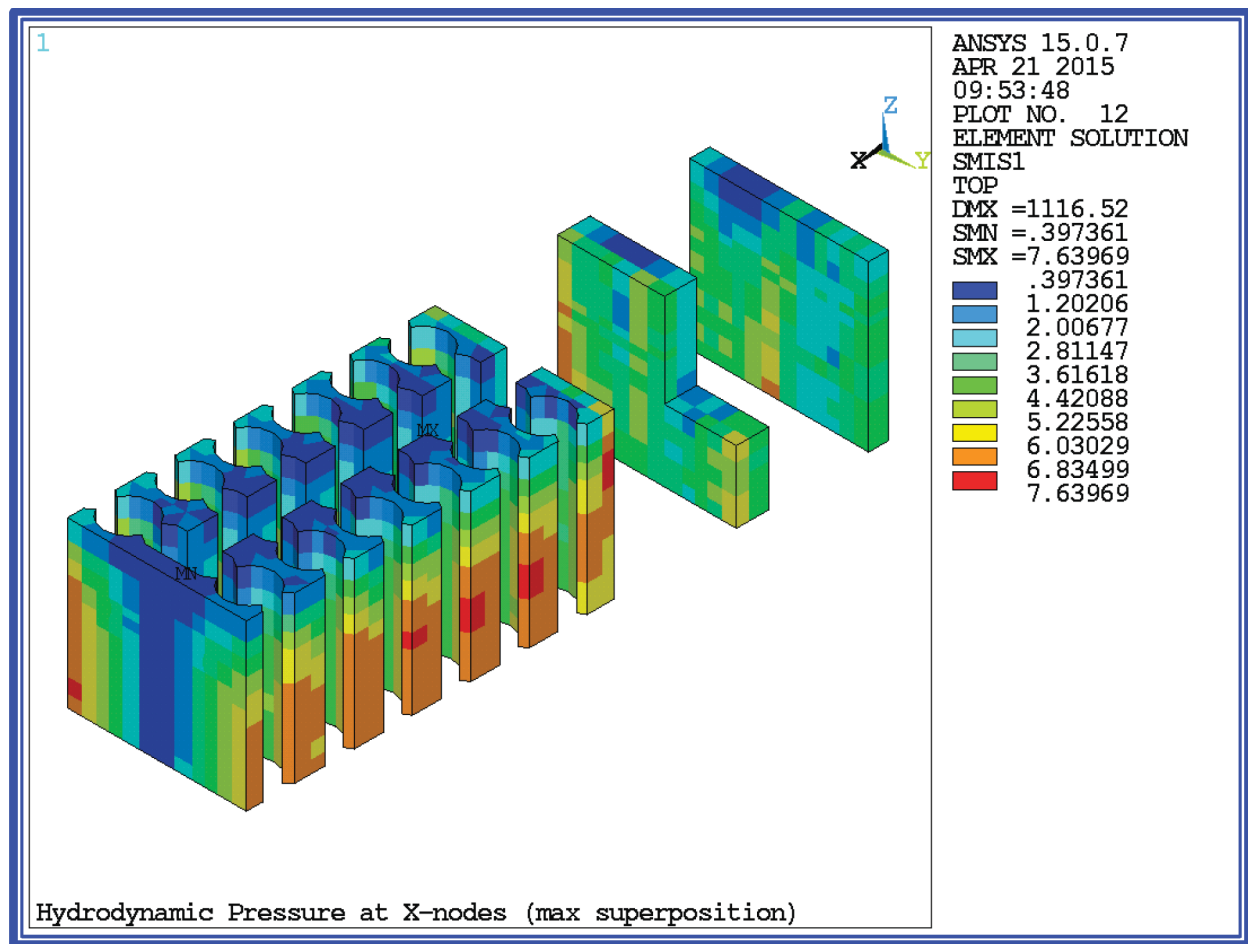 1
ANSYS 15.0.7
APR 21 2015
09:53:48
PLOT NO. 12
ELEMENT SOLUTION
SMIS1
TOP
DMX =1116.52
SMN =.397361
SMX =7.63969
.397361
1.20206
2.00677
2.81147
3.61618
4.42088
5.22558
6.03029
6.83499
7.63969
Z
X
Y
MX
MN
Hydrodynamic Pressure at X-nodes (max superposition)